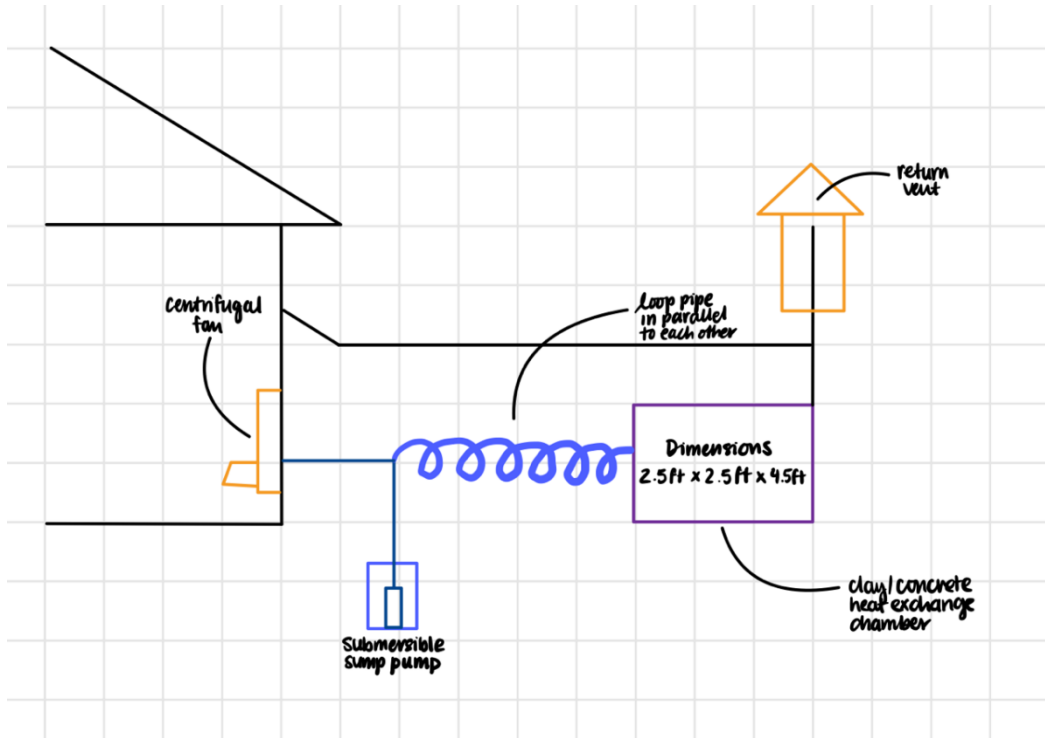 return
vent
centrifugal
fan
loop pipe
in parallel
to each other
Dimensions
2.5ft x 2.5ft x 4.5ft
clay/concrete
heat exchange
chamber
Submersible
sump pump